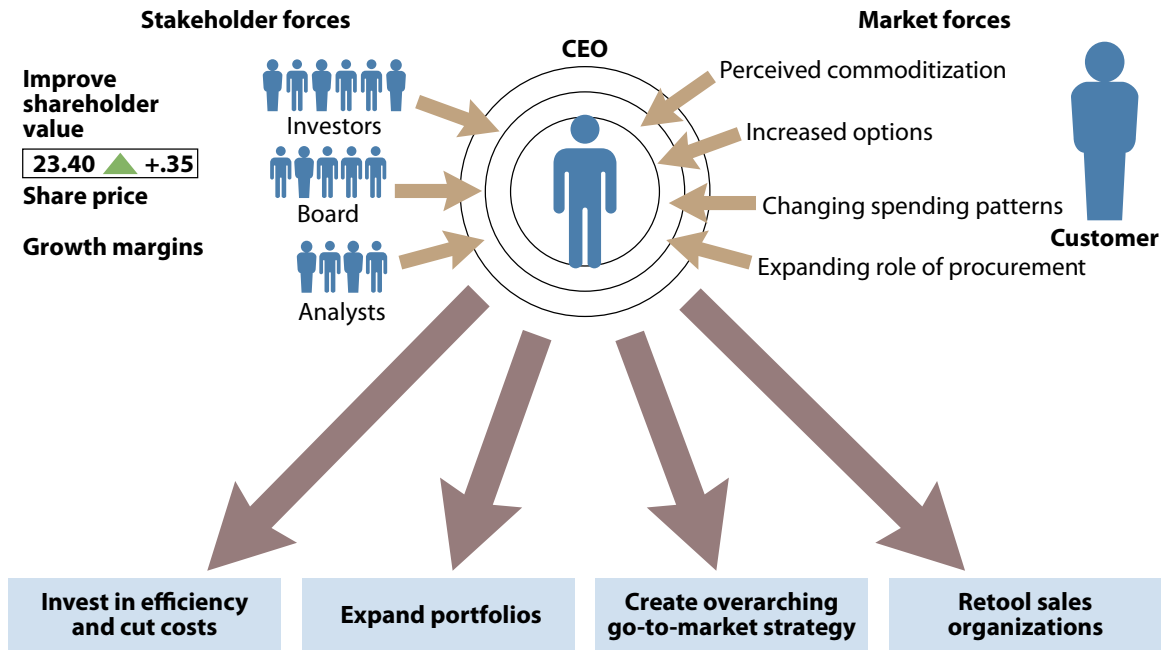 Stakeholder forces
Improve
shareholder
value
23.40 +.35
Share price
Growth margins
Investors
Board
Analysts
CEO
Market forces
Perceived commoditization
Increased options
Changing spending patterns
Expanding role of procurement
Customer
Invest in efficiency
and cut costs
Expand portfolios
Create overarching
go-to-market strategy
Retool sales
organizations